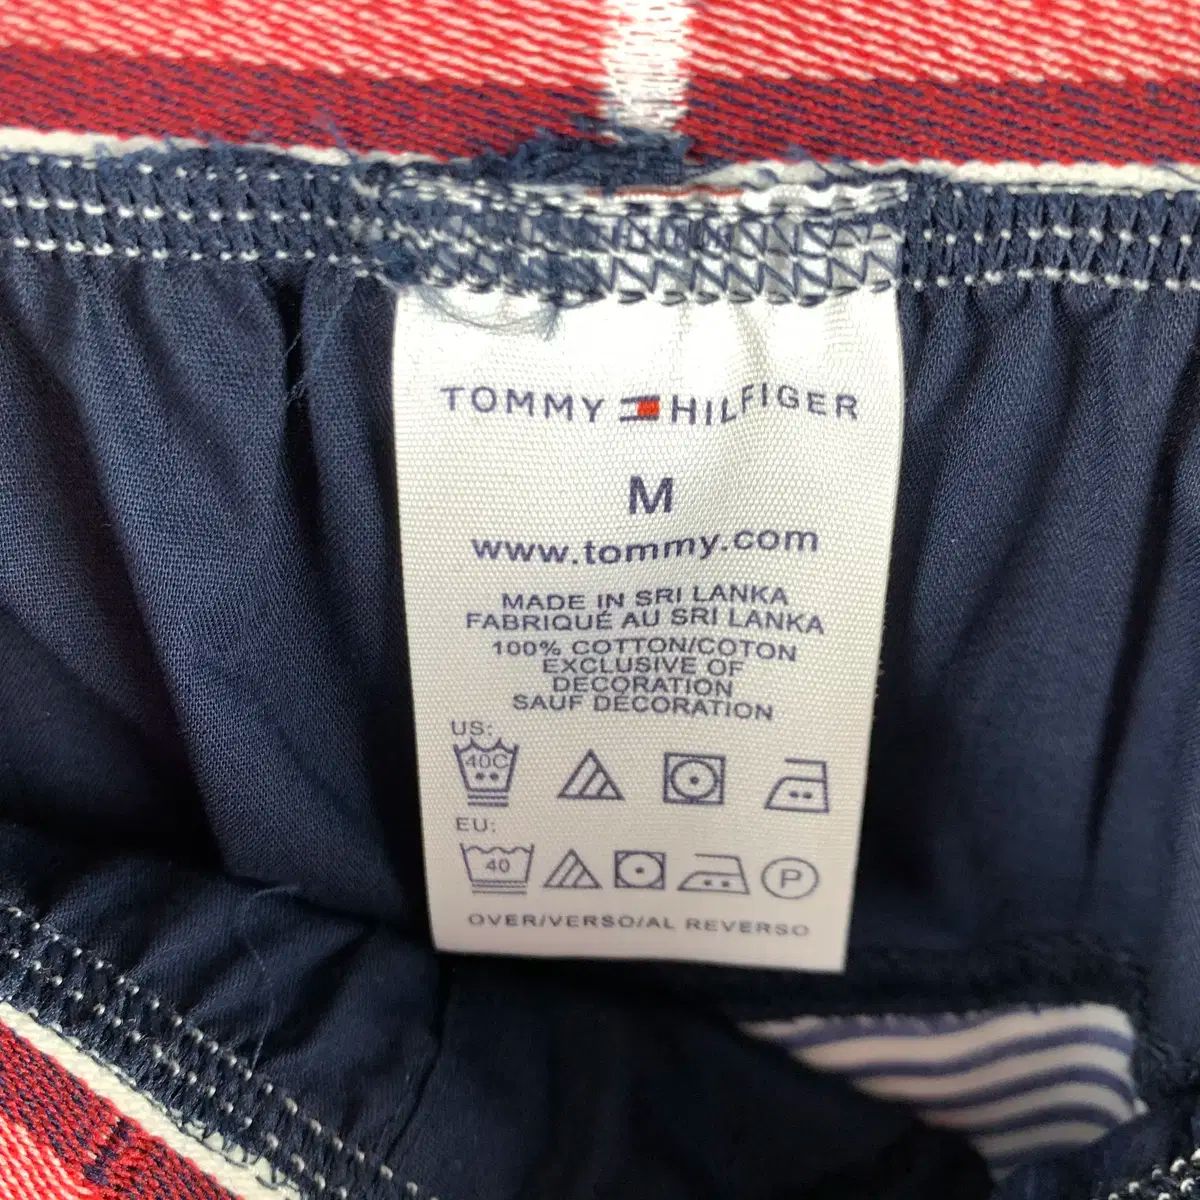 TOMMY HILFIGER
M
www.tommy.com
MADE IN SRI LANKA
FABRIQUÉ AU SRI LANKA
100% COTTON/COTON
EXCLUSIVE OF
DECORATION
SAUF DECORATION
US:
40C
EU:
40 P
OVER/VERSO/AL REVERSO